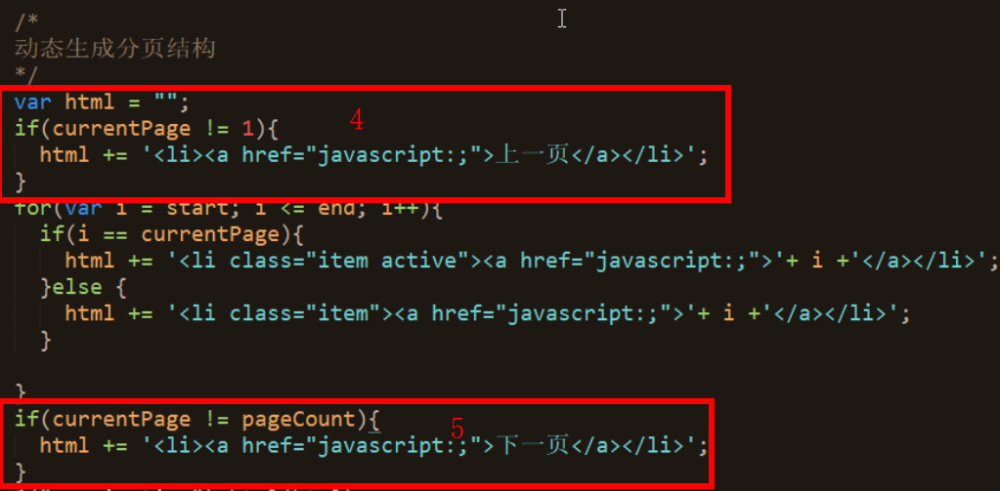 /*
动态生成分页结构
*/
var html = "";
if(currentPage != 1){
4
html += '<li><a href="javascript:;">上一页</a></li>';
}
for(var i = start; i <= end; i++){
if(i == currentPage){
html += '<li class="item active"><a href="javascript:;">'+ i +'</a></li>';
}else {
html += '<li class="item"><a href="javascript:;">'+ i +'</a></li>';
}
}
if(currentPage != pageCount){
5
html += '<li><a href="javascript:;">下一页</a></li>';
}